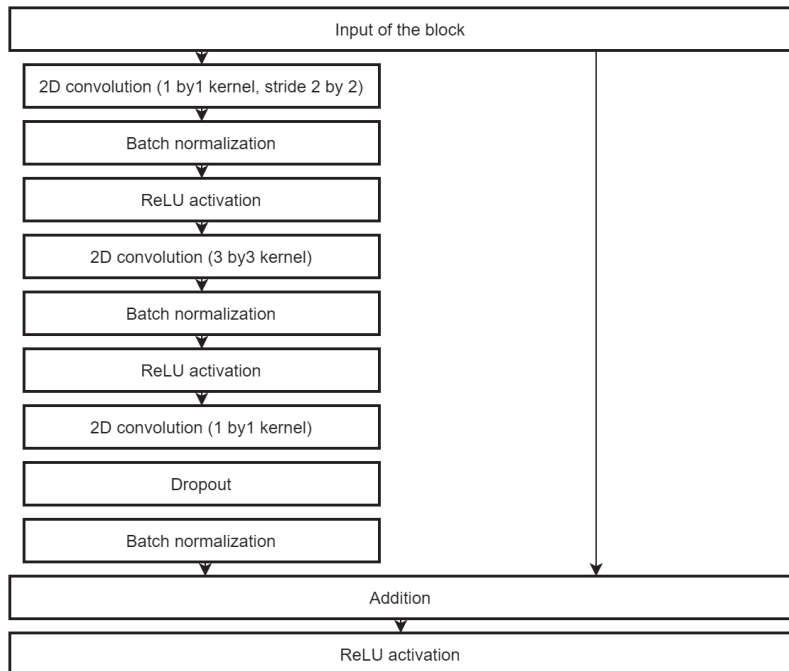 Input of the block
2D convolution (1 by1 kernel, stride 2 by 2)
Batch normalization
ReLU activation
2D convolution (3 by3 kernel)
Batch normalization
ReLU activation
2D convolution (1 by1 kernel)
Dropout
Batch normalization
Addition
ReLU activation